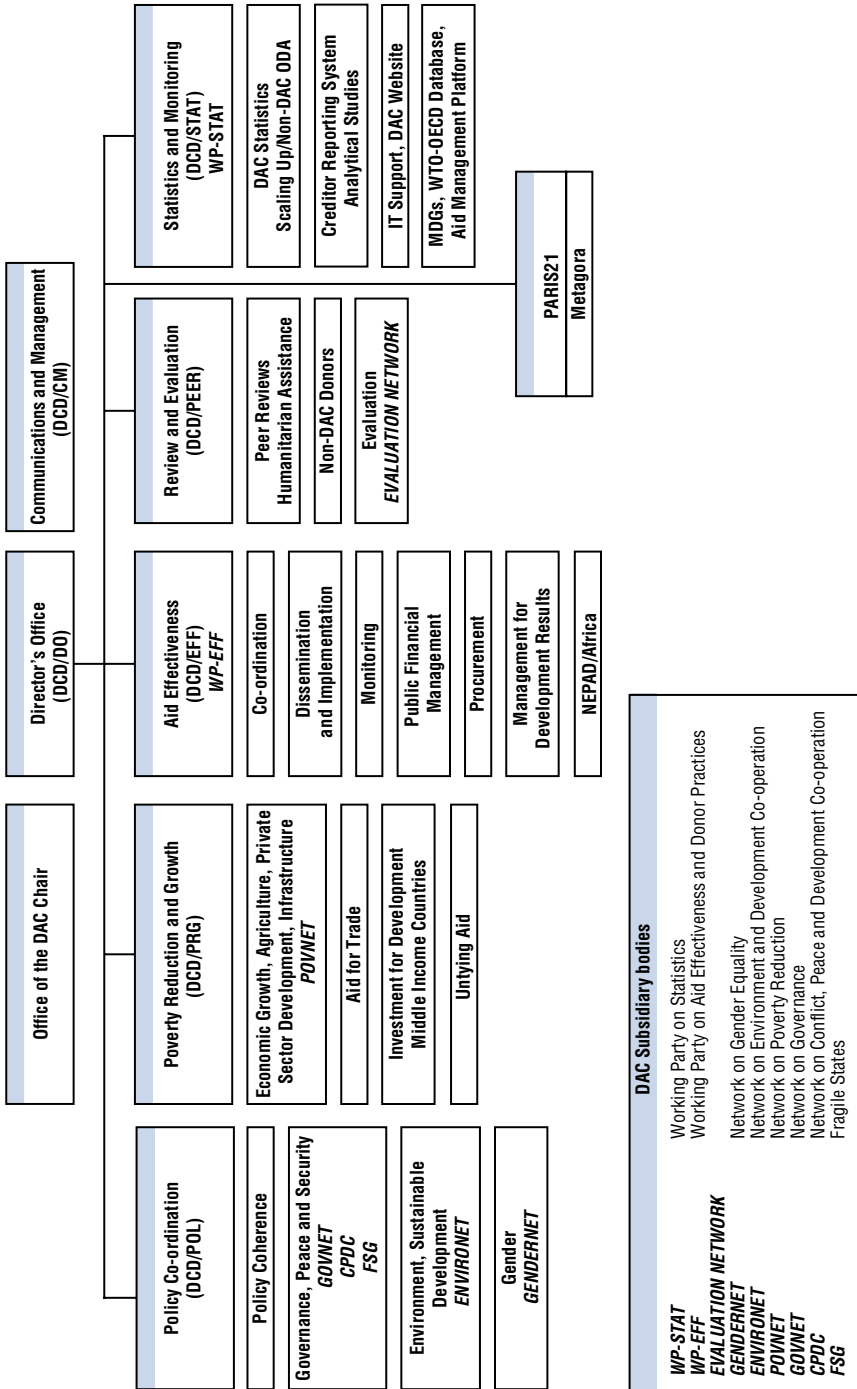 Office of the DAC Chair
Director's Office
(DCD/DO)
Communications and Management
(DCD/CM)
Policy Co-ordination
(DCD/POL)
Policy Coherence
Governance, Peace and Security
GOVNET
CPDC
FSG
Environment, Sustainable
Development
ENVIRONET
Gender
GENDERNET
Poverty Reduction and Growth
(DCD/PRG)
Economic Growth, Agriculture, Private
Sector Development, Infrastructure
POVNET
Aid for Trade
Investment for Development
Middle Income Countries
Untying Aid
Aid Effectiveness
(DCD/EFF)
WP-EFF
Co-ordination
Dissemination
and Implementation
Monitoring
Public Financial
Management
Procurement
Management for
Development Results
NEPAD/Africa
Review and Evaluation
(DCD/PEER)
Peer Reviews
Humanitarian Assistance
Non-DAC Donors
Evaluation
EVALUATION NETWORK
Statistics and Monitoring
(DCD/STAT)
WP-STAT
DAC Statistics
Scaling Up/Non-DAC ODA
Creditor Reporting System
Analytical Studies
IT Support, DAC Website
MDGs, WTO-OECD Database,
Aid Management Platform
PARIS21
Metagora
DAC Subsidiary bodies
WP-STAT Working Party on Statistics
WP-EFF Working Party on Aid Effectiveness and Donor Practices
EVALUATION NETWORK
GENDERNET Network on Gender Equality
ENVIRONET Network on Environment and Development Co-operation
POVNET Network on Poverty Reduction
GOVNET Network on Governance
CPDC Network on Conflict, Peace and Development Co-operation
FSG Fragile States